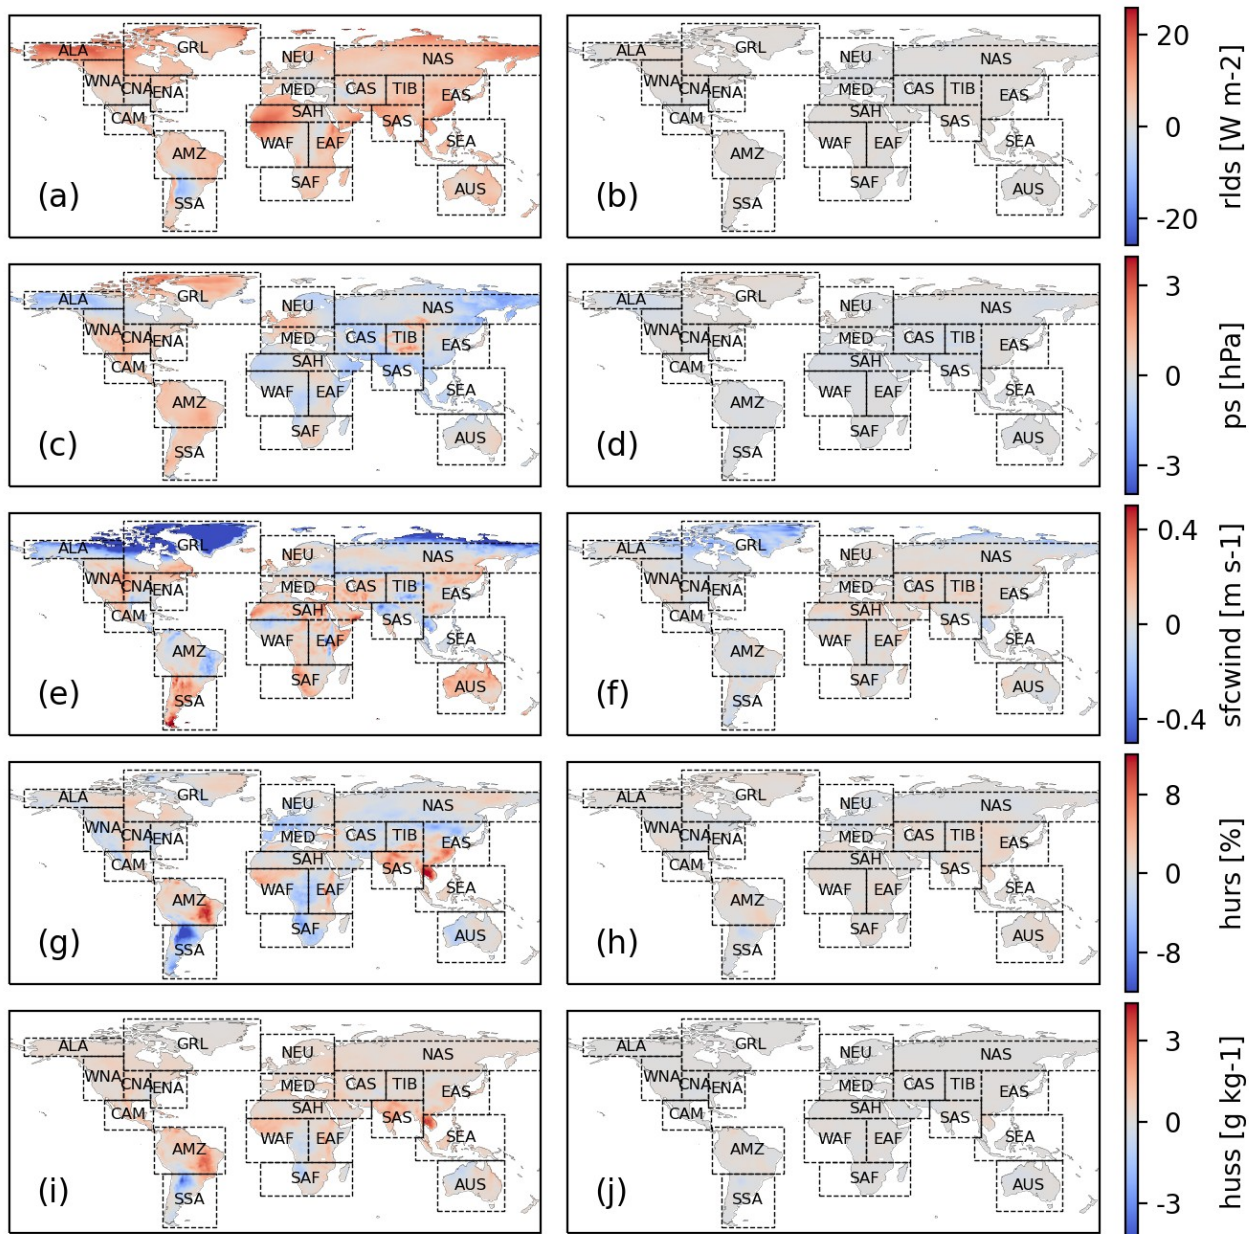 ALA GRL NEU NAS
WNA CNA ENA MED CAS TIB EAS
CAM SAH SAS
AMZ WAF EAF SEA
SSA SAF AUS
(a)
ALA GRL NEU NAS
WNA CNA ENA MED CAS TIB EAS
CAM SAH SAS
AMZ WAF EAF SEA
SSA SAF AUS
(b)
20
0
-20
rlds [W m-2]
ALA GRL NEU NAS
WNA CNA ENA MED CAS TIB EAS
CAM SAH SAS
AMZ WAF EAF SEA
SSA SAF AUS
(c)
ALA GRL NEU NAS
WNA CNA ENA MED CAS TIB EAS
CAM SAH SAS
AMZ WAF EAF SEA
SSA SAF AUS
(d)
3
0
-3
ps [hPa]
ALA GRL NEU NAS
WNA CNA ENA MED CAS TIB EAS
CAM SAH SAS
AMZ WAF EAF SEA
SSA SAF AUS
(e)
ALA GRL NEU NAS
WNA CNA ENA MED CAS TIB EAS
CAM SAH SAS
AMZ WAF EAF SEA
SSA SAF AUS
(f)
0.4
0
-0.4
sfcwind [m s-1]
ALA GRL NEU NAS
WNA CNA ENA MED CAS TIB EAS
CAM SAH SAS
AMZ WAF EAF SEA
SSA SAF AUS
(g)
ALA GRL NEU NAS
WNA CNA ENA MED CAS TIB EAS
CAM SAH SAS
AMZ WAF EAF SEA
SSA SAF AUS
(h)
8
0
-8
hurs [%]
ALA GRL NEU NAS
WNA CNA ENA MED CAS TIB EAS
CAM SAH SAS
AMZ WAF EAF SEA
SSA SAF AUS
(i)
ALA GRL NEU NAS
WNA CNA ENA MED CAS TIB EAS
CAM SAH SAS
AMZ WAF EAF SEA
SSA SAF AUS
(j)
3
0
-3
huss [g kg-1]